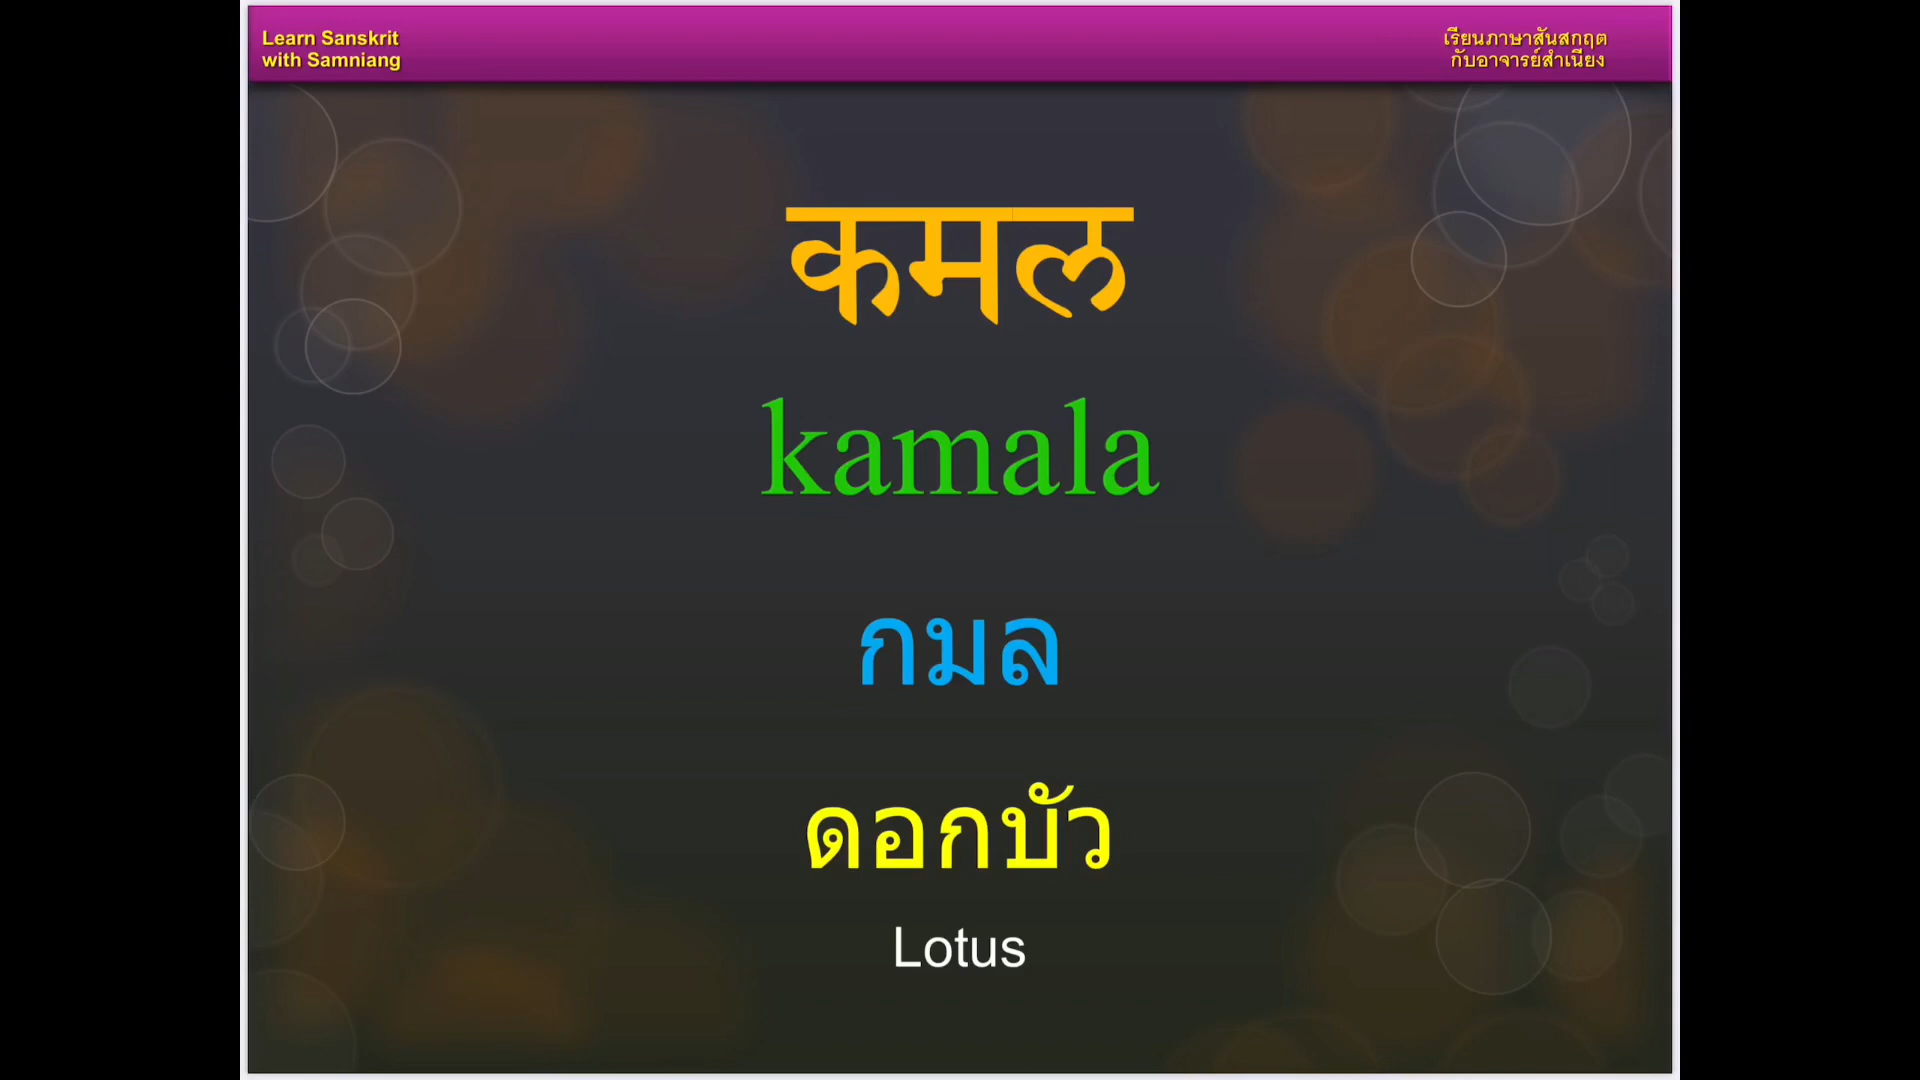 Learn Sanskrit
with Samniang
เรียนภาษาสันสกฤต
กับอาจารย์สำเนียง
कमल
kamala
กมล
ดอกบัว
Lotus